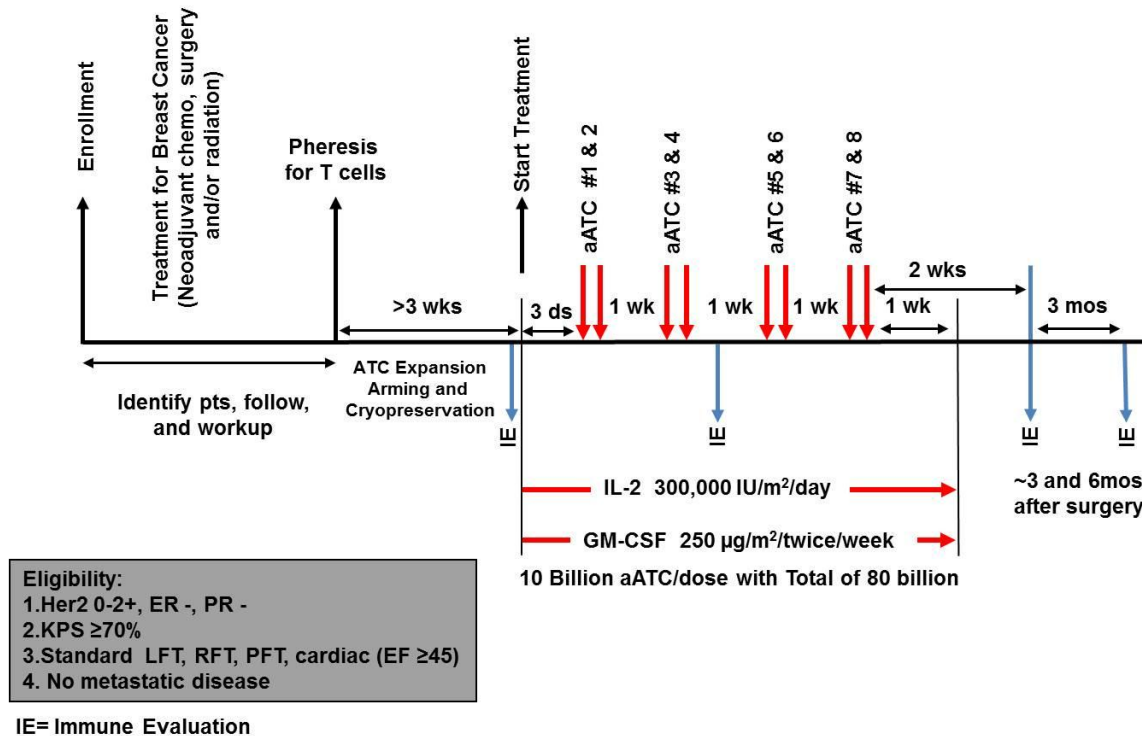 Enrollment
Treatment for Breast Cancer
(Neoadjuvant chemo, surgery
and/or radiation)
Pheresis
for T cells
Start Treatment
aATC #1 & 2
aATC #3 & 4
aATC #5 & 6
aATC #7 & 8
2 wks
>3 wks
3 ds
1 wk
1 wk
1 wk
1 wk
3 mos
ATC Expansion
Arming and
Cryopreservation
Identify pts, follow,
and workup
IE
IE
IE
IE
IL-2 300,000 IU/m²/day
GM-CSF 250 µg/m²/twice/week
10 Billion aATC/dose with Total of 80 billion
~3 and 6mos
after surgery
Eligibility:
1.Her2 0-2+, ER -, PR -
2.KPS ≥70%
3.Standard LFT, RFT, PFT, cardiac (EF ≥45)
4. No metastatic disease
IE= Immune Evaluation